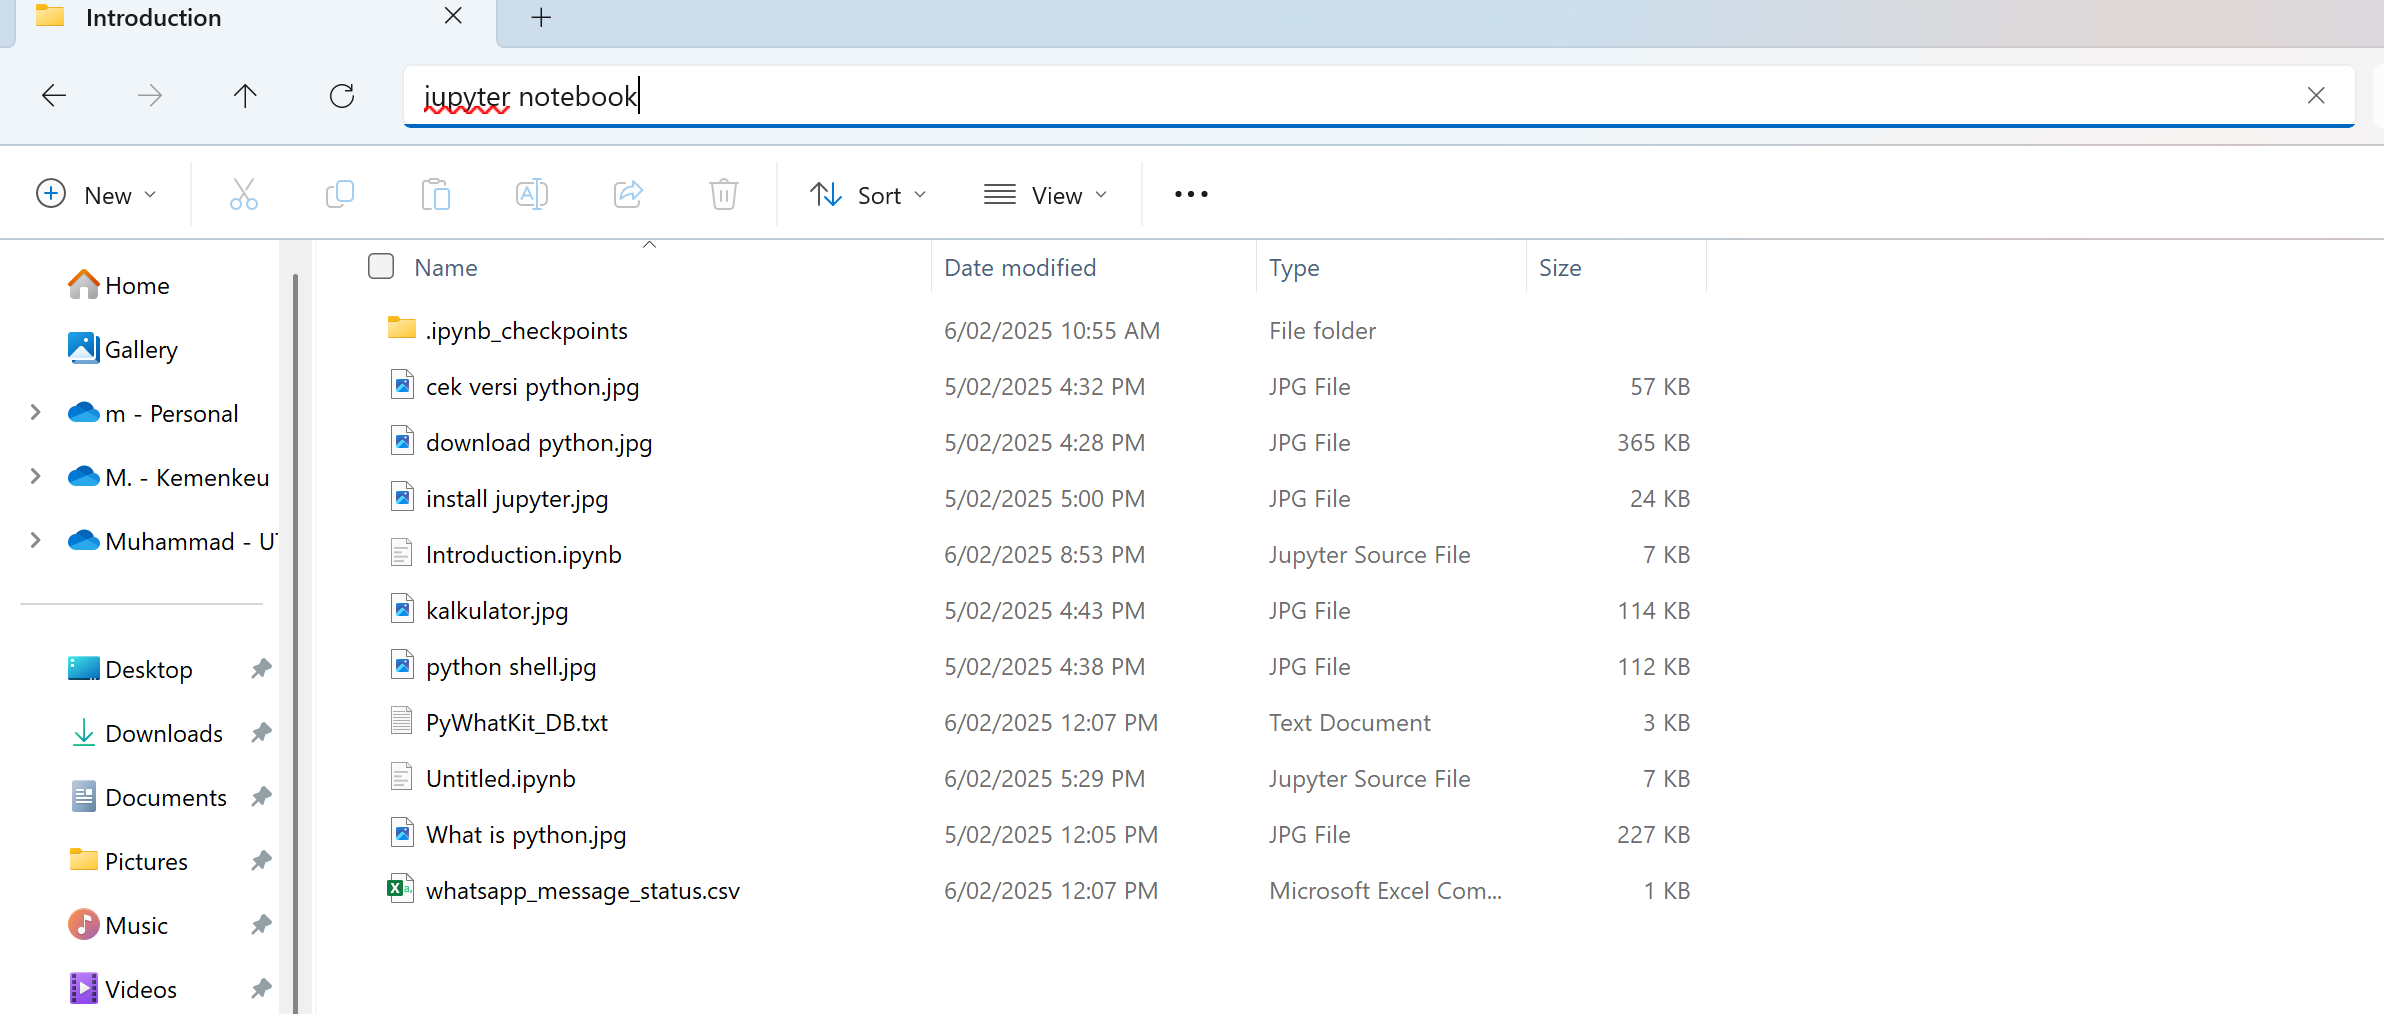 Introduction
jupyter notebook
New
Sort
View
Name Date modified Type Size
Home
Gallery
m - Personal
M. - Kemenkeu
Muhammad - UT
Desktop
Downloads
Documents
Pictures
Music
Videos
.ipynb_checkpoints 6/02/2025 10:55 AM File folder
cek versi python.jpg 5/02/2025 4:32 PM JPG File 57 KB
download python.jpg 5/02/2025 4:28 PM JPG File 365 KB
install jupyter.jpg 5/02/2025 5:00 PM JPG File 24 KB
Introduction.ipynb 6/02/2025 8:53 PM Jupyter Source File 7 KB
kalkulator.jpg 5/02/2025 4:43 PM JPG File 114 KB
python shell.jpg 5/02/2025 4:38 PM JPG File 112 KB
PyWhatKit_DB.txt 6/02/2025 12:07 PM Text Document 3 KB
Untitled.ipynb 6/02/2025 5:29 PM Jupyter Source File 7 KB
What is python.jpg 5/02/2025 12:05 PM JPG File 227 KB
whatsapp_message_status.csv 6/02/2025 12:07 PM Microsoft Excel Com... 1 KB